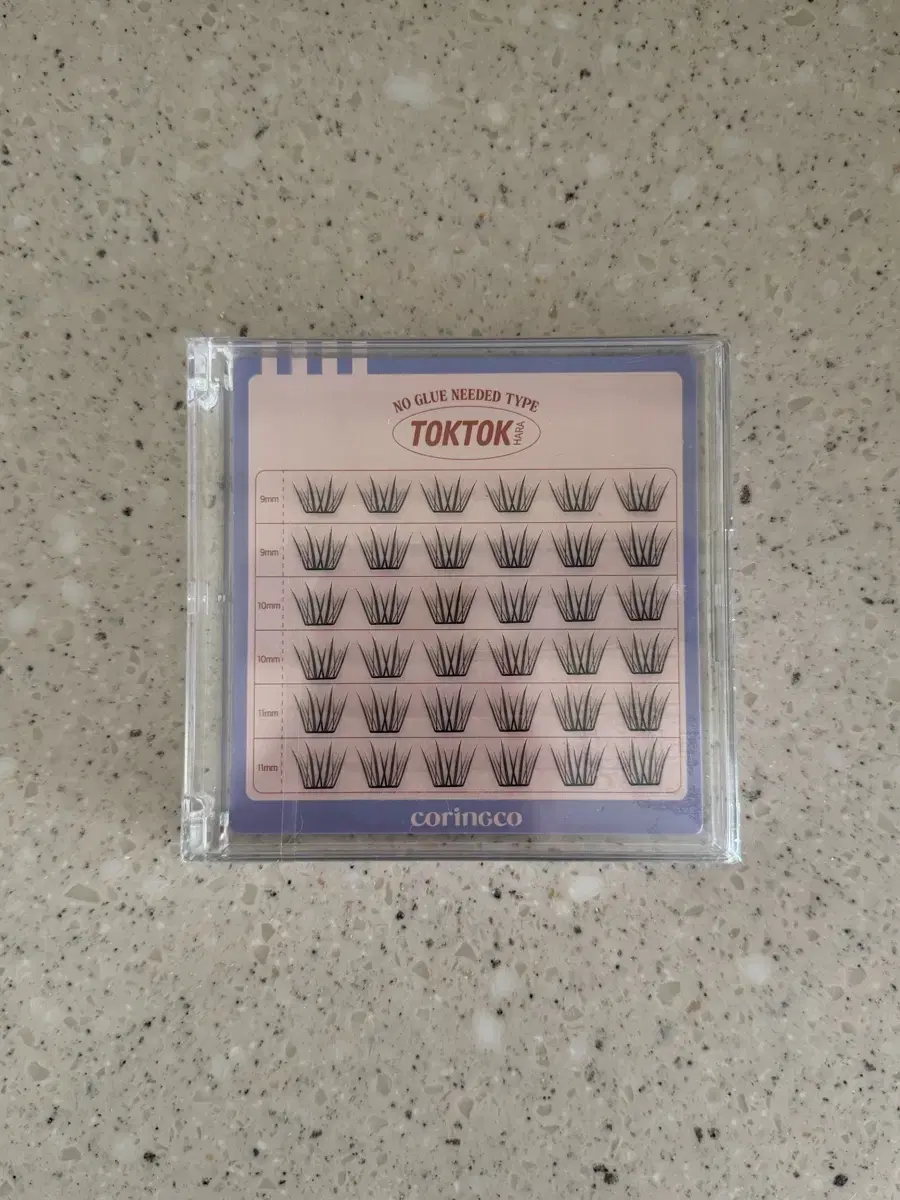 NO GLUE NEEDED TYPE
TOKTOK HARA
9mm
9mm
10mm
10mm
11mm
11mm
coringco